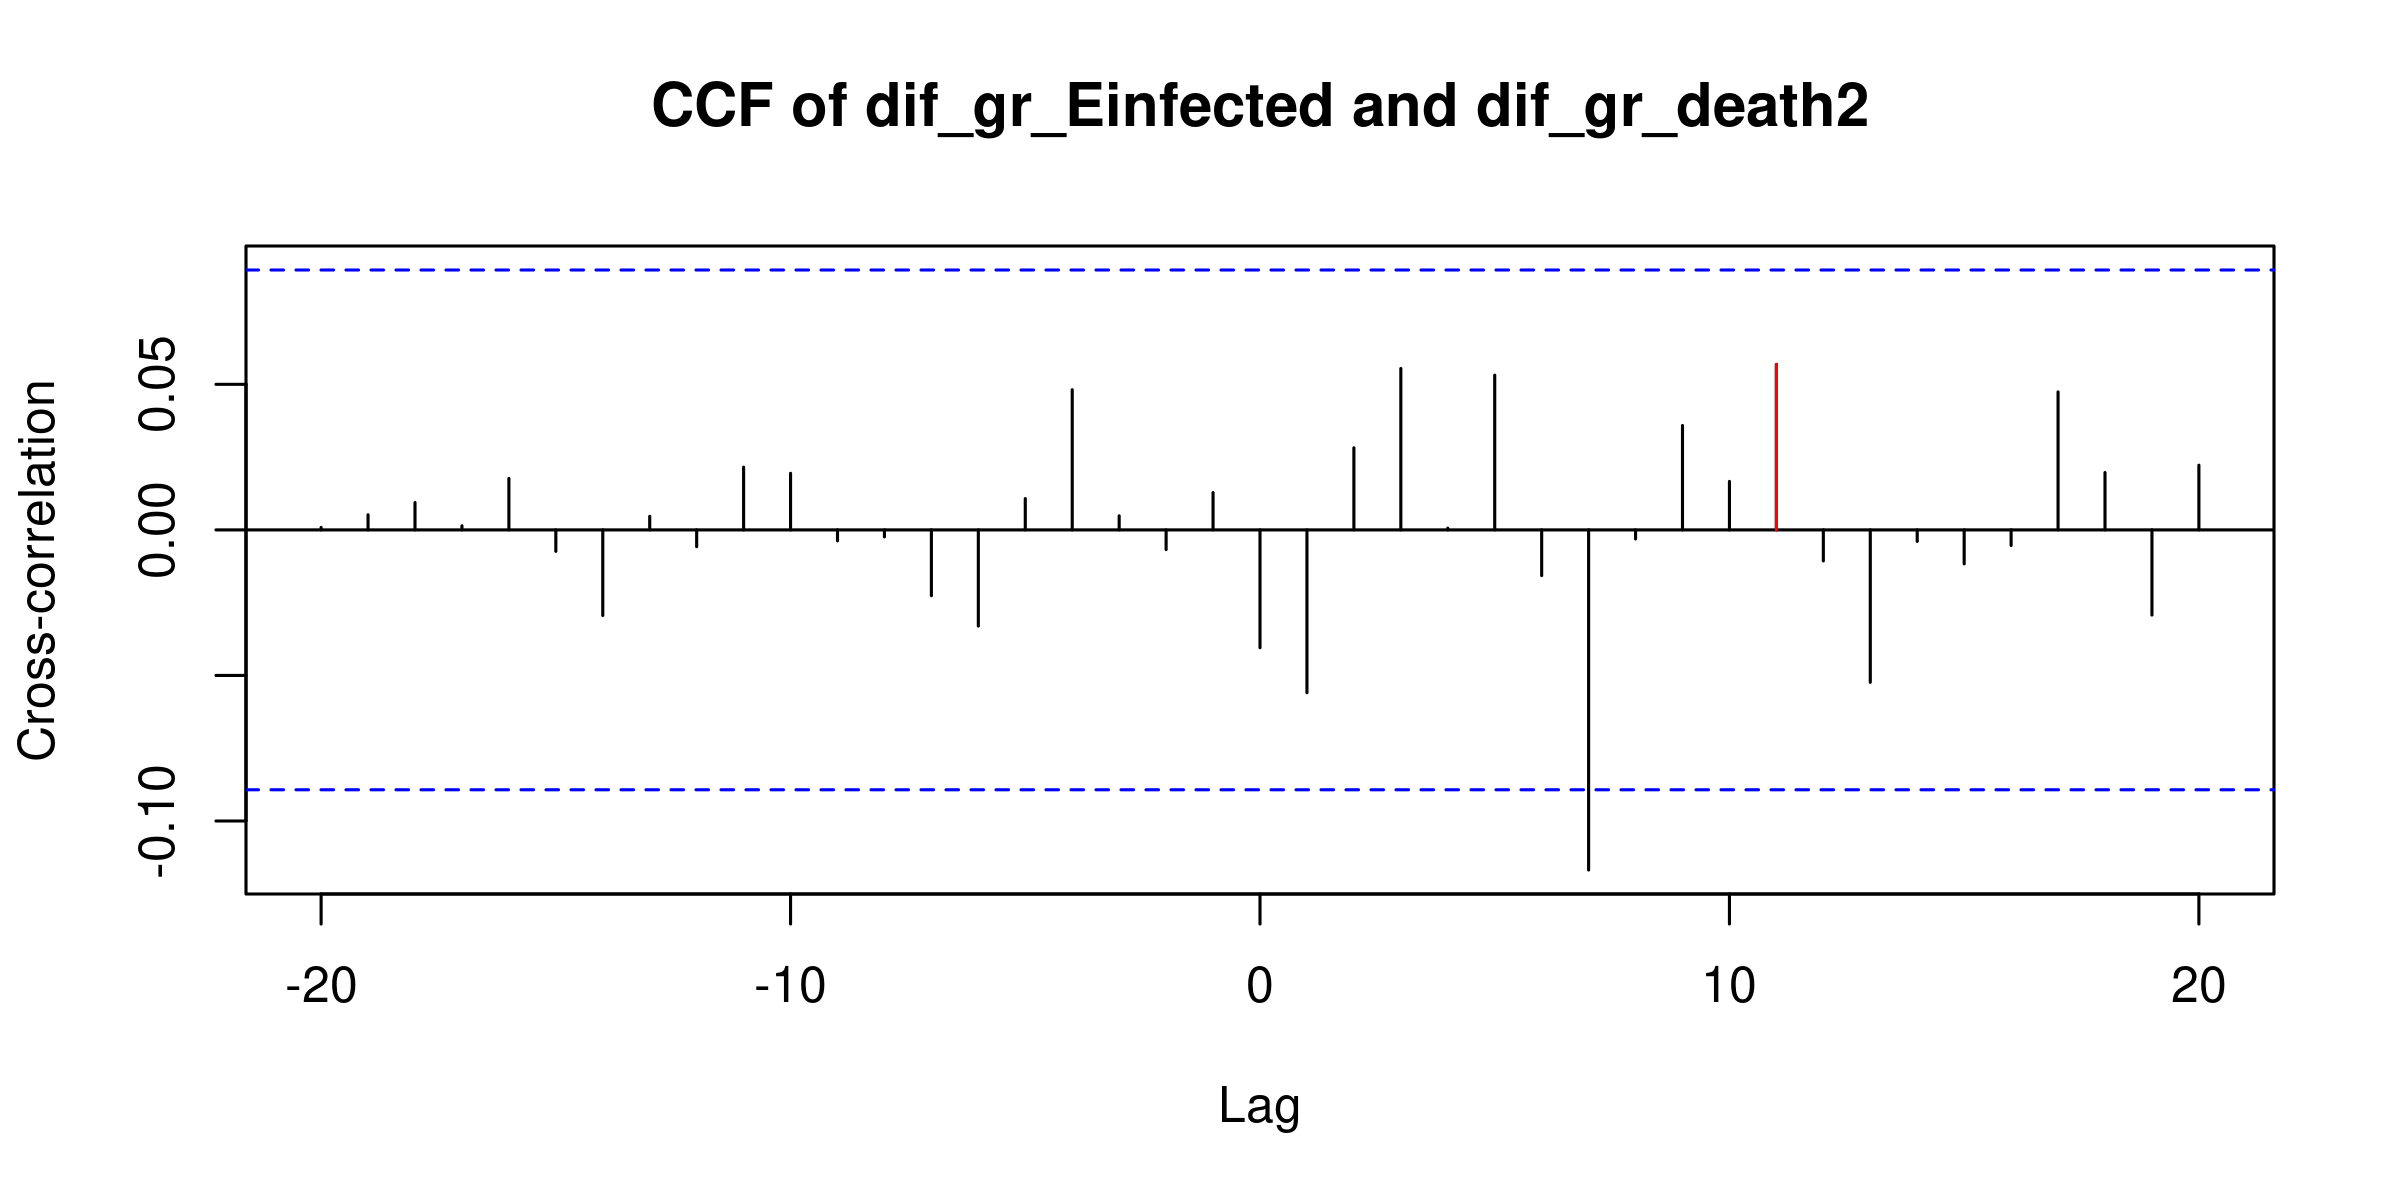 CCF of dif_gr_Einfected and dif_gr_death2
Cross-correlation
0.05
0.00
-0.10
-20 -10 0 10 20
Lag